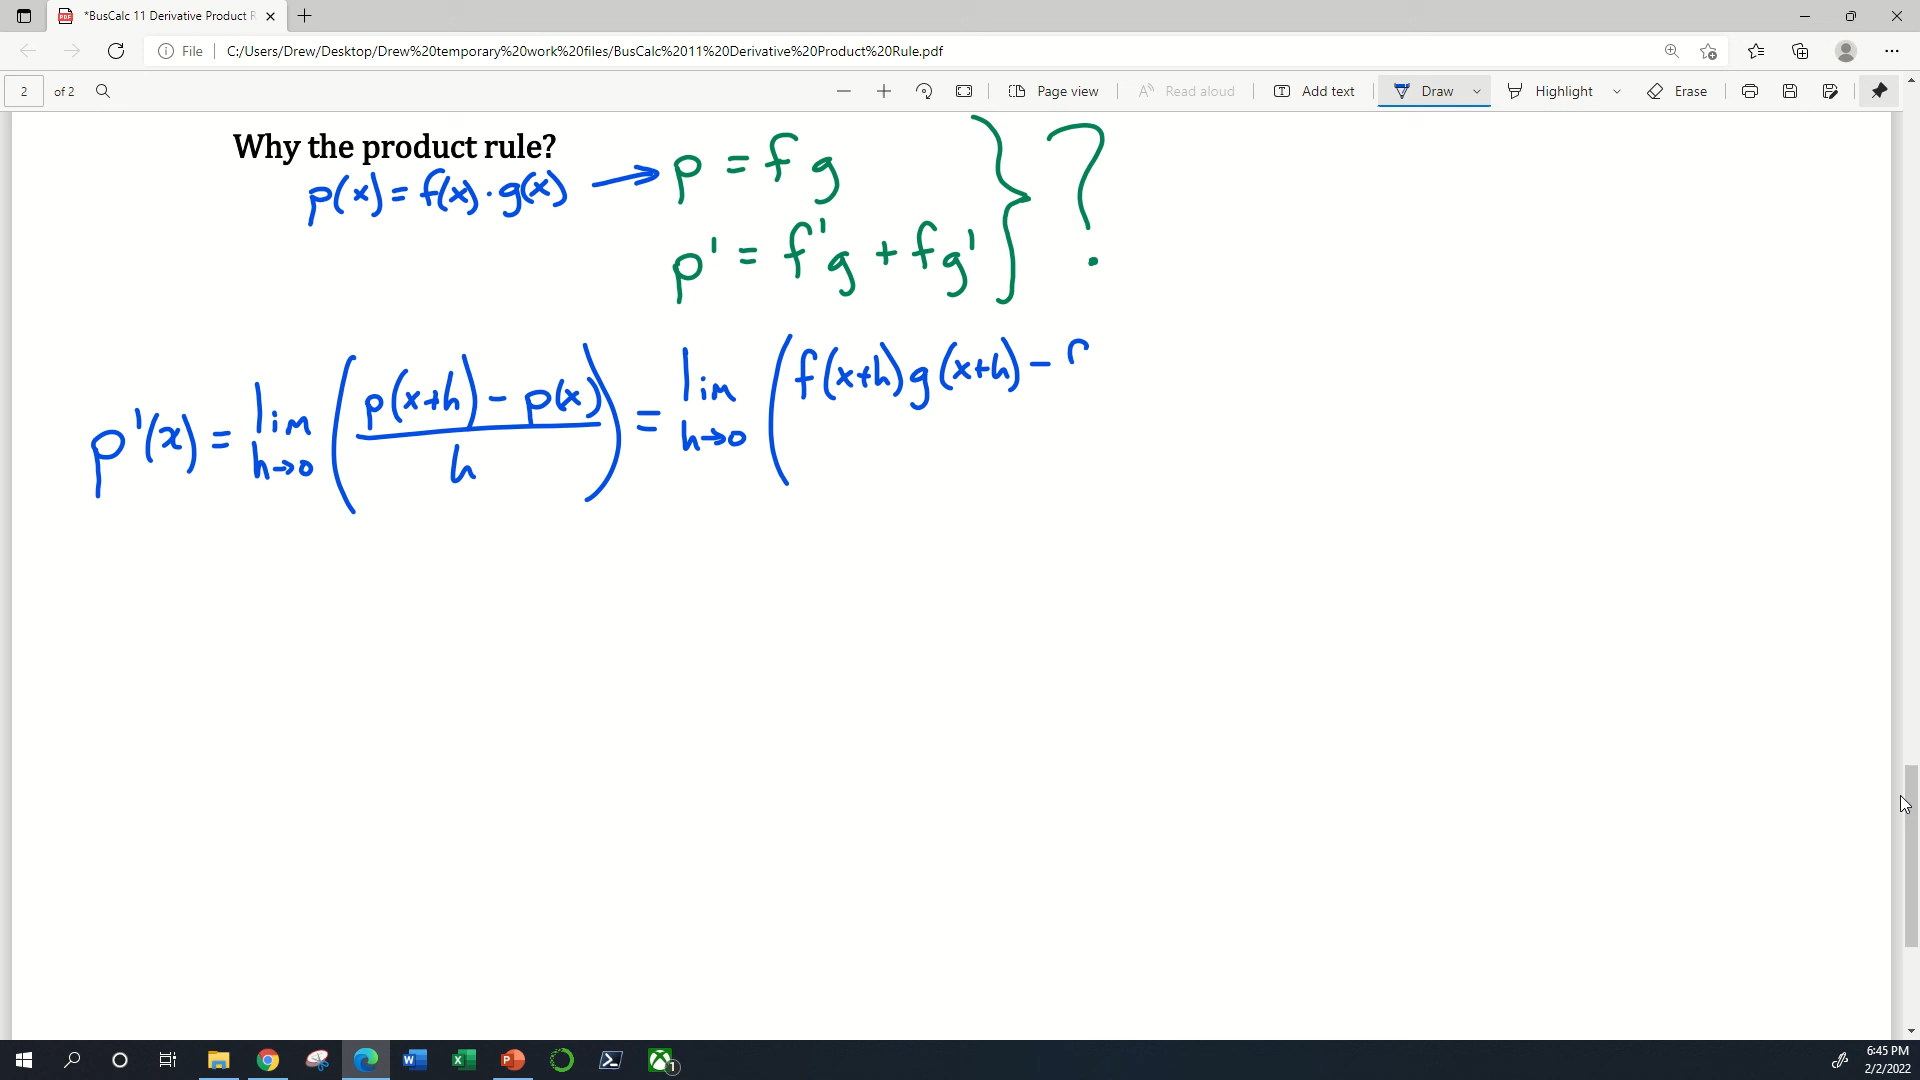 *BusCalc 11 Derivative Product R
File C:/Users/Drew/Desktop/Drew%20temporary%20work%20files/BusCalc%2011%20Derivative%20Product%20Rule.pdf
2 of 2 Page view Read aloud Add text Draw Highlight Erase
Why the product rule?
p(x) = f(x) · g(x) → p = f g
p' = f'g + fg' } ?
p'(x) = lim h→0 ( p(x+h) - p(x) / h ) = lim h→0 ( f(x+h)g(x+h) -
1
6:45 PM
2/2/2022